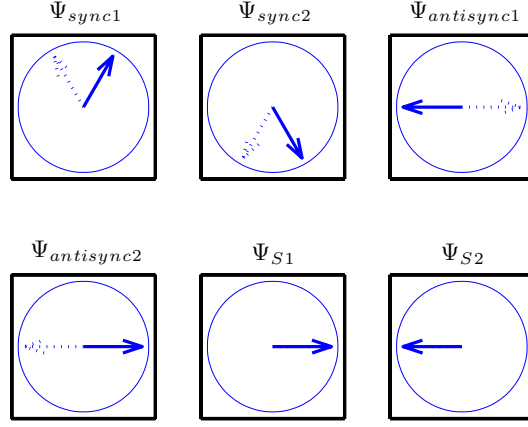 Ψ_{sync1}
Ψ_{sync2}
Ψ_{antisync1}
Ψ_{antisync2}
Ψ_{S1}
Ψ_{S2}